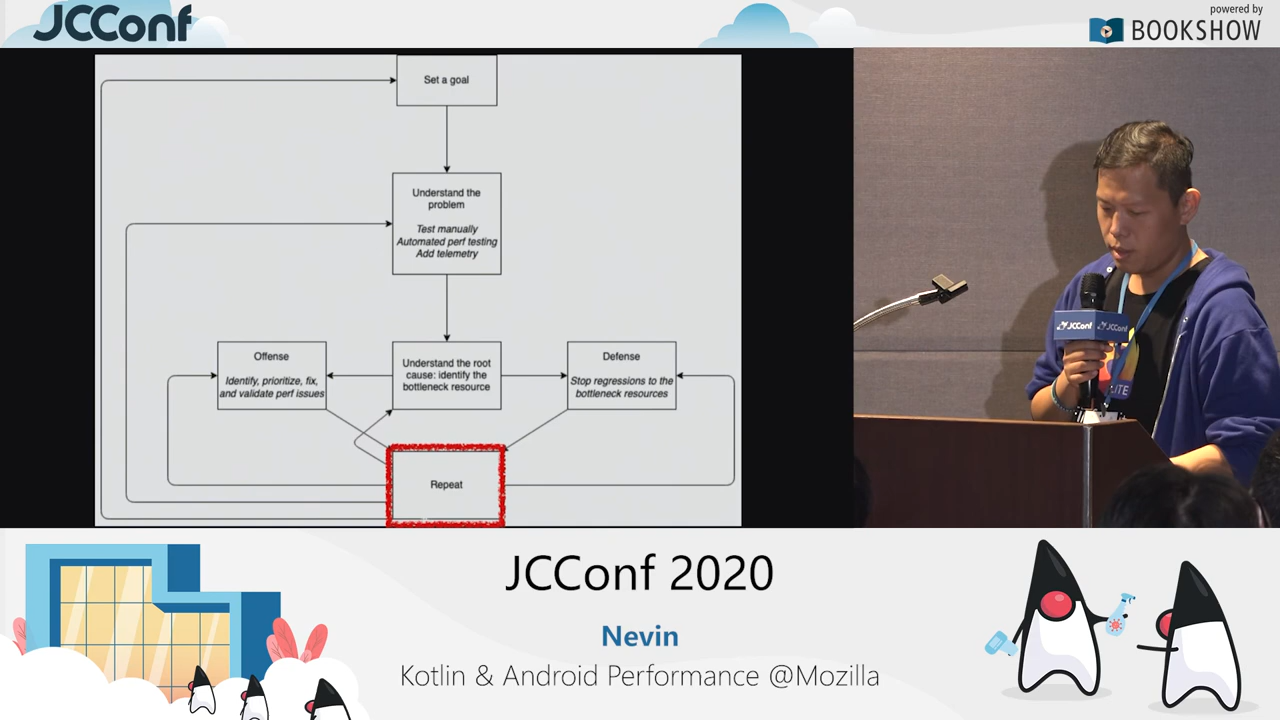 JCConf
powered by
BOOKSHOW
Set a goal
Understand the
problem
Test manually
Automated perf testing
Add telemetry
Offense
Identify, prioritize, fix,
and validate perf issues
Understand the root
cause: identify the
bottleneck resource
Defense
Stop regressions to the
bottleneck resources
Repeat
JCConf JCConf
LITE
JCConf 2020
Nevin
Kotlin & Android Performance @Mozilla